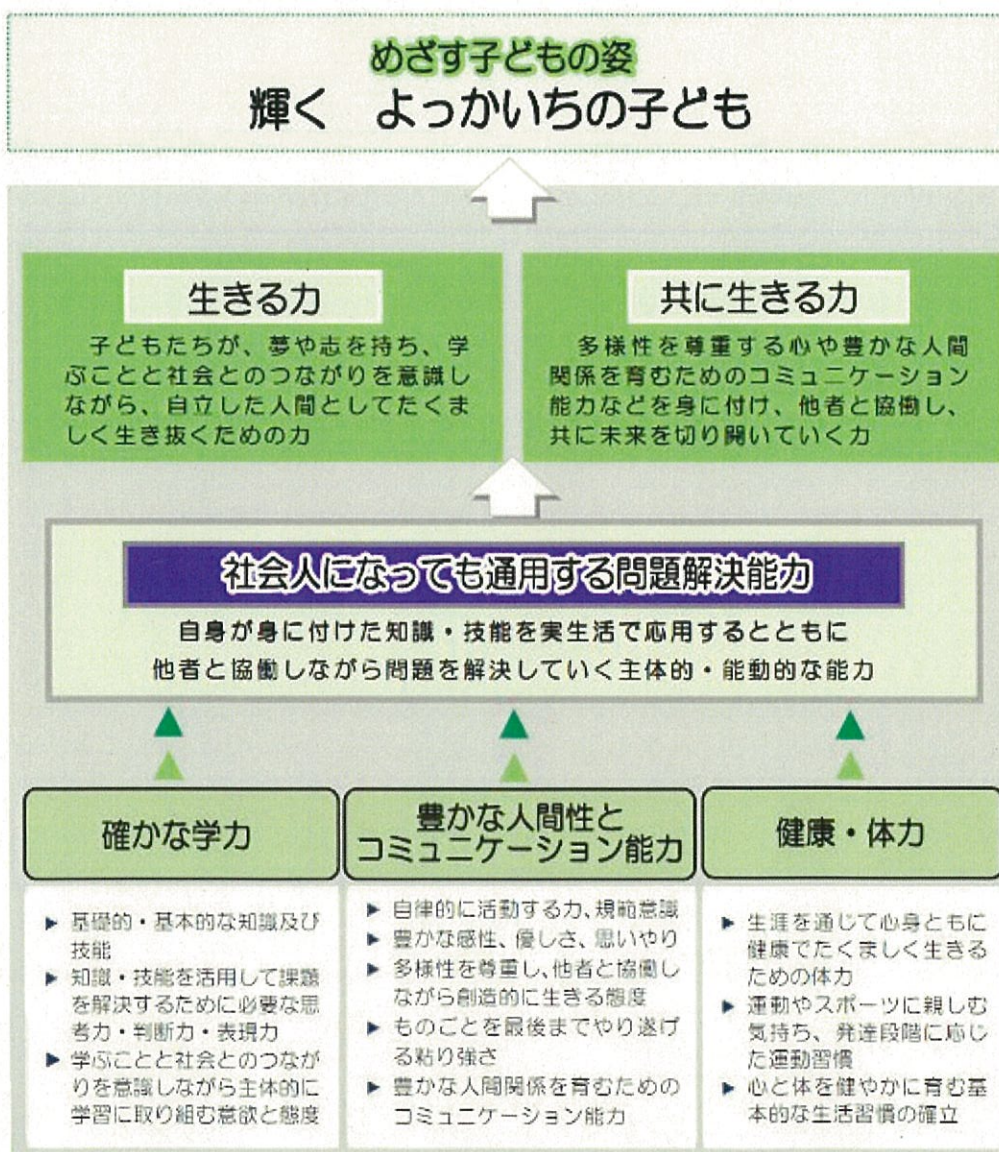 めざす子どもの姿
輝く よっかいちの子ども
生きる力
子どもたちが、夢や志を持ち、学
ぶことと社会とのつながりを意識し
ながら、自立した人間としてたくま
しく生き抜くための力
共に生きる力
多様性を尊重する心や豊かな人間
関係を育むためのコミュニケーション
能力などを身に付け、他者と協働し、
共に未来を切り開いていく力
社会人になっても通用する問題解決能力
自身が身に付けた知識・技能を実生活で応用するとともに
他者と協働しながら問題を解決していく主体的・能動的な能力
確かな学力
▶ 基礎的・基本的な知識及び
技能
▶ 知識・技能を活用して課題
を解決するために必要な思
考力・判断力・表現力
▶ 学ぶことと社会とのつなが
りを意識しながら主体的に
学習に取り組む意欲と態度
豊かな人間性と
コミュニケーション能力
▶ 自律的に活動する力、規範意識
▶ 豊かな感性、優しさ、思いやり
▶ 多様性を尊重し、他者と協働し
ながら創造的に生きる態度
▶ ものごとを最後までやり遂げ
る粘り強さ
▶ 豊かな人間関係を育むための
コミュニケーション能力
健康・体力
▶ 生涯を通じて心身ともに
健康でたくましく生きる
ための体力
▶ 運動やスポーツに親しむ
気持ち、発達段階に応じ
た運動習慣
▶ 心と体を健やかに育む基
本的な生活習慣の確立